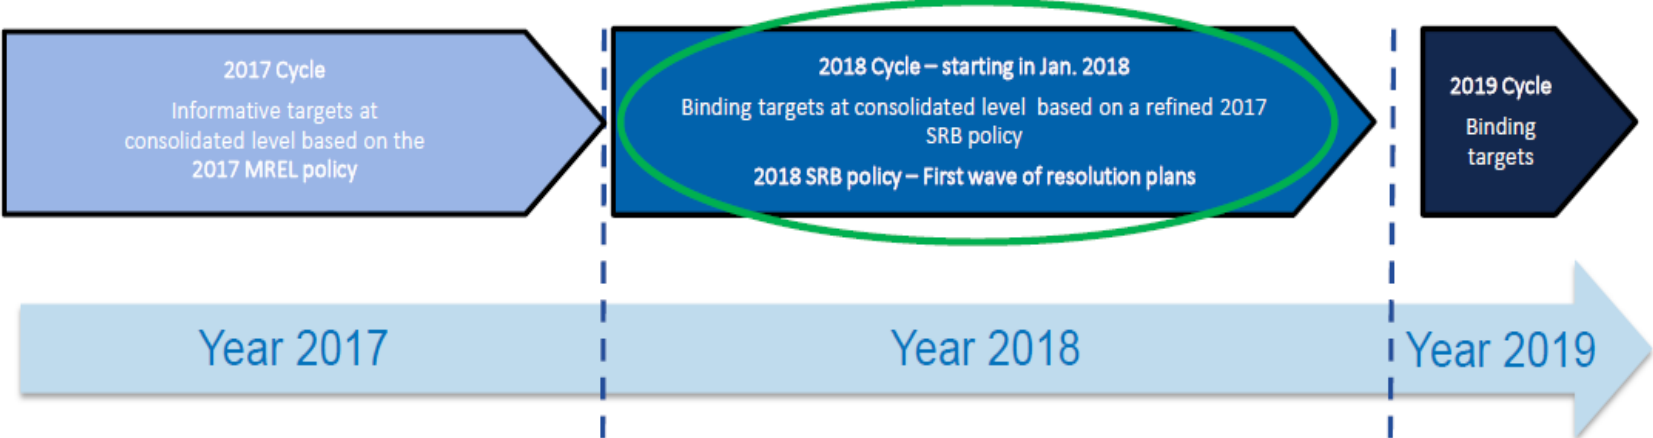 2017 Cycle
Informative targets at
consolidated level based on the
2017 MREL policy
2018 Cycle – starting in Jan. 2018
Binding targets at consolidated level based on a refined 2017
SRB policy
2018 SRB policy – First wave of resolution plans
2019 Cycle
Binding
targets
Year 2017
Year 2018
Year 2019